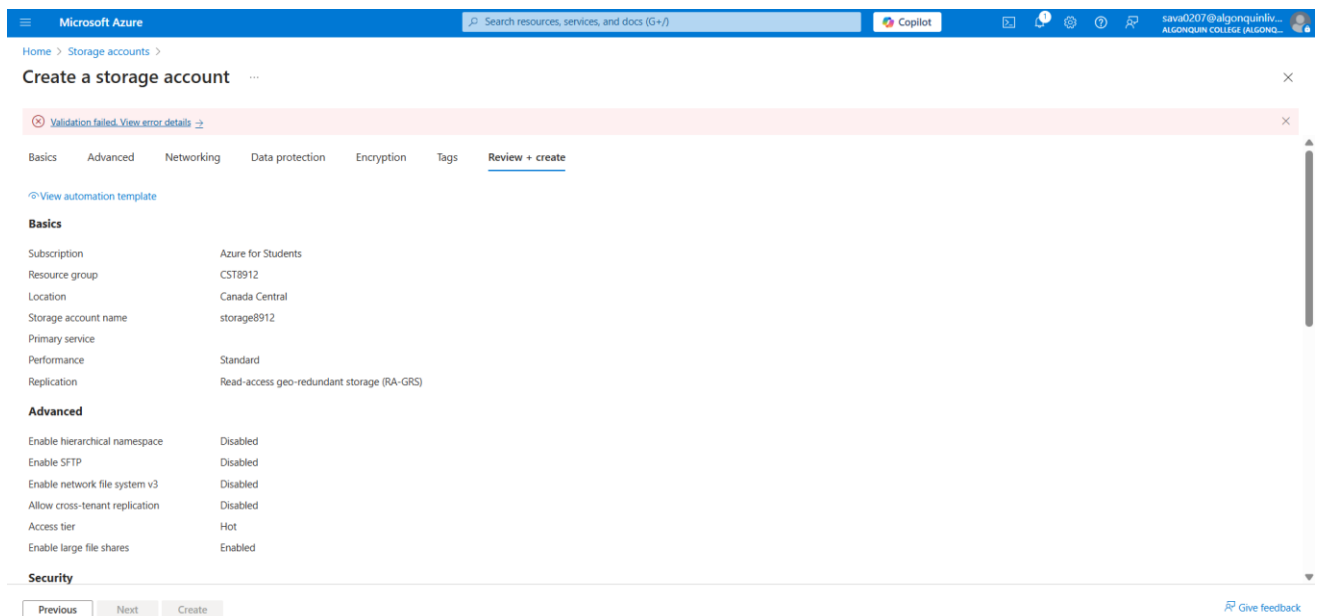 Microsoft Azure
Search resources, services, and docs (G+/)
Copilot
1
sava0207@algonquinliv...
ALGONQUIN COLLEGE (ALGONQ...
Home > Storage accounts >
Create a storage account ...
Validation failed. View error details →
Basics Advanced Networking Data protection Encryption Tags Review + create
View automation template
Basics
Subscription Azure for Students
Resource group CST8912
Location Canada Central
Storage account name storage8912
Primary service
Performance Standard
Replication Read-access geo-redundant storage (RA-GRS)
Advanced
Enable hierarchical namespace Disabled
Enable SFTP Disabled
Enable network file system v3 Disabled
Allow cross-tenant replication Disabled
Access tier Hot
Enable large file shares Enabled
Security
Previous Next Create Give feedback